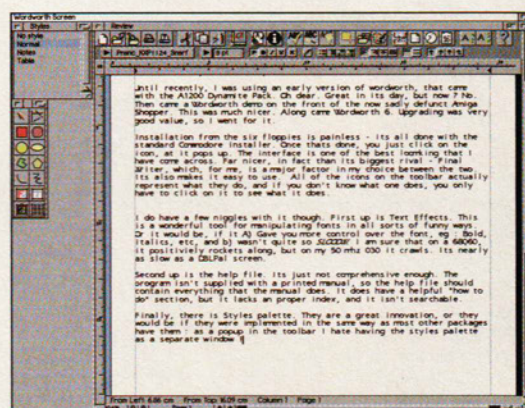 Wordworth Screen
Styles
Review
No style
Normal
Notes
Table
Until recently, I was using an early version of wordworth, that came
with the A1200 Dynamite Pack. Oh dear. Great in its day, but now ? No.
Then came a Wordworth demo on the front of the now sadly defunct Amiga
Shopper. This was much nicer. Along came Wordworth 6. Upgrading was very
good value, so I went for it.
Installation from the six floppies is painless - its all done with the
standard Commodore Installer. Once thats done, you just click on the
icon, at it pops up. The interface is one of the best loomking that I
have come across. Far nicer, in fact than its biggest rival - Final
Writer, which, for me, is a major factor in my choice between the two.
Its also makes it easy to use. All of the icons on the toolbar actually
represent what they do, and if you don't know what one does, you only
have to click on it to see what it does.
I do have a few niggles with it though. First up is Text Effects. This
is a wonderful tool for manipulating fonts in all sorts of funny ways.
Or it would be, if it A) Gave you more control over the font, eg : Bold,
italics, etc, and b) wasn't quite so I am sure that on a 68060,
it positiviely rockets along, but on my 50 mhz 030 it crawls. Its nearly
as slow as a DBLPal screen.
Second up is the help file. Its just not comprehensive enough. The
program isn't supplied with a printed manual, so the help file should
contain everything that the manual does. It does have a helpful "how to
do" section, but it lacks an proper index, and it isn't searchable.
Finally, there is Styles palette. They are a great innovation, or they
would be if they were implemented in the same way as most other packages
have them : as a popup in the toolbar I hate having the styles palette
as a separate window !
From Left: 6.86 cm From Top: 16.09 cm Column 1 Page 1